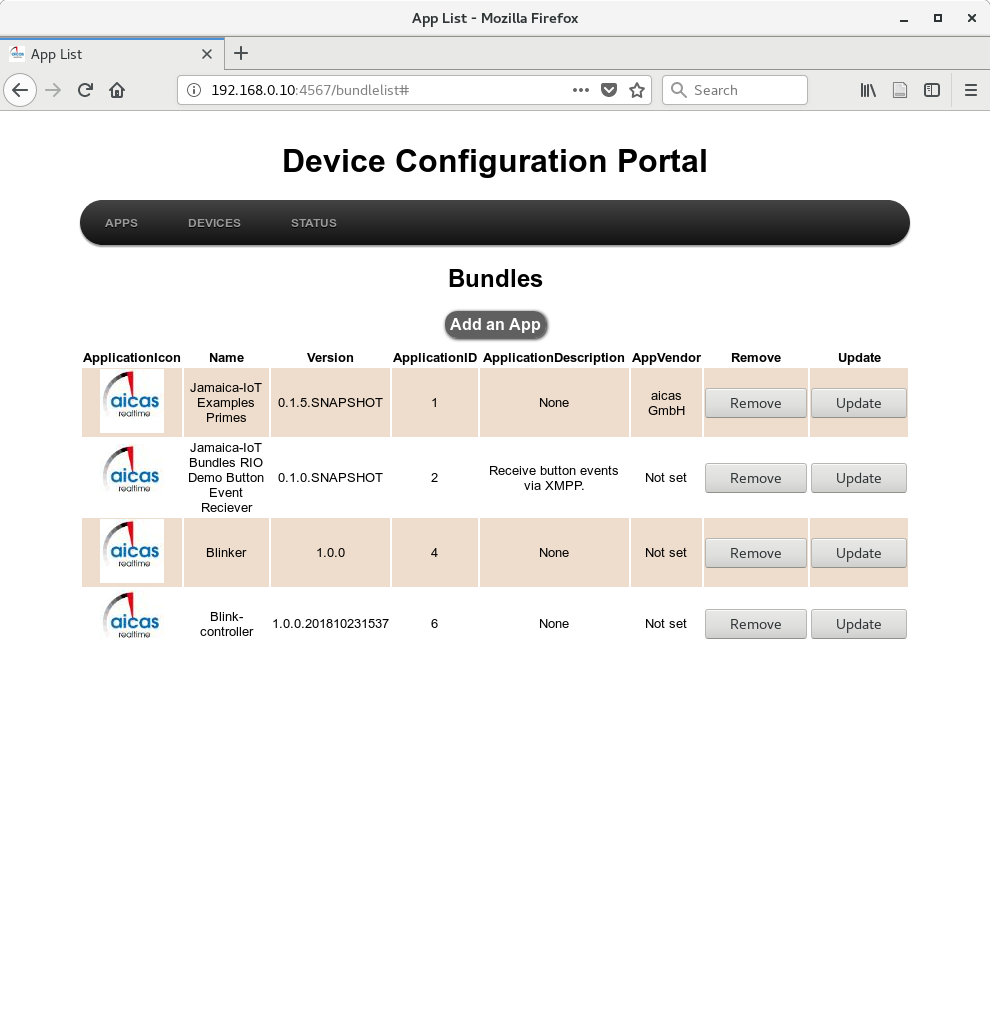 App List - Mozilla Firefox
App List
192.168.0.10:4567/bundlelist#
Search
Device Configuration Portal
APPS DEVICES STATUS
Bundles
Add an App
ApplicationIcon Name Version ApplicationID ApplicationDescription AppVendor Remove Update
aicas
realtime
Jamaica-IoT
Examples
Primes
0.1.5.SNAPSHOT
1
None
aicas
GmbH
Remove
Update
aicas
realtime
Jamaica-IoT
Bundles RIO
Demo Button
Event
Reciever
0.1.0.SNAPSHOT
2
Receive button events
via XMPP.
Not set
Remove
Update
aicas
realtime
Blinker
1.0.0
4
None
Not set
Remove
Update
aicas
realtime
Blink-
controller
1.0.0.201810231537
6
None
Not set
Remove
Update